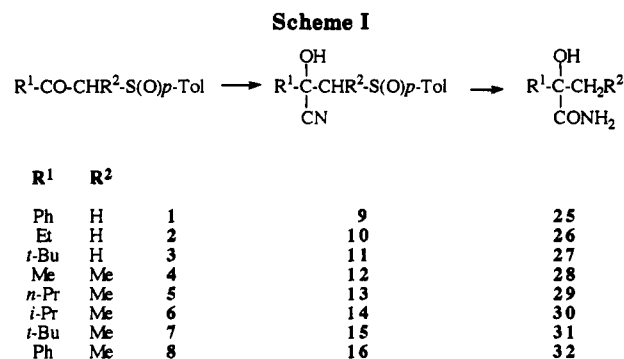 Scheme I
OH OH
R¹-CO-CHR²-S(O)p-Tol R¹-C-CHR²-S(O)p-Tol R¹-C-CH₂R²
CN CONH₂
R¹ R²
Ph H 1 9 25
Et H 2 10 26
t-Bu H 3 11 27
Me Me 4 12 28
n-Pr Me 5 13 29
i-Pr Me 6 14 30
t-Bu Me 7 15 31
Ph Me 8 16 32